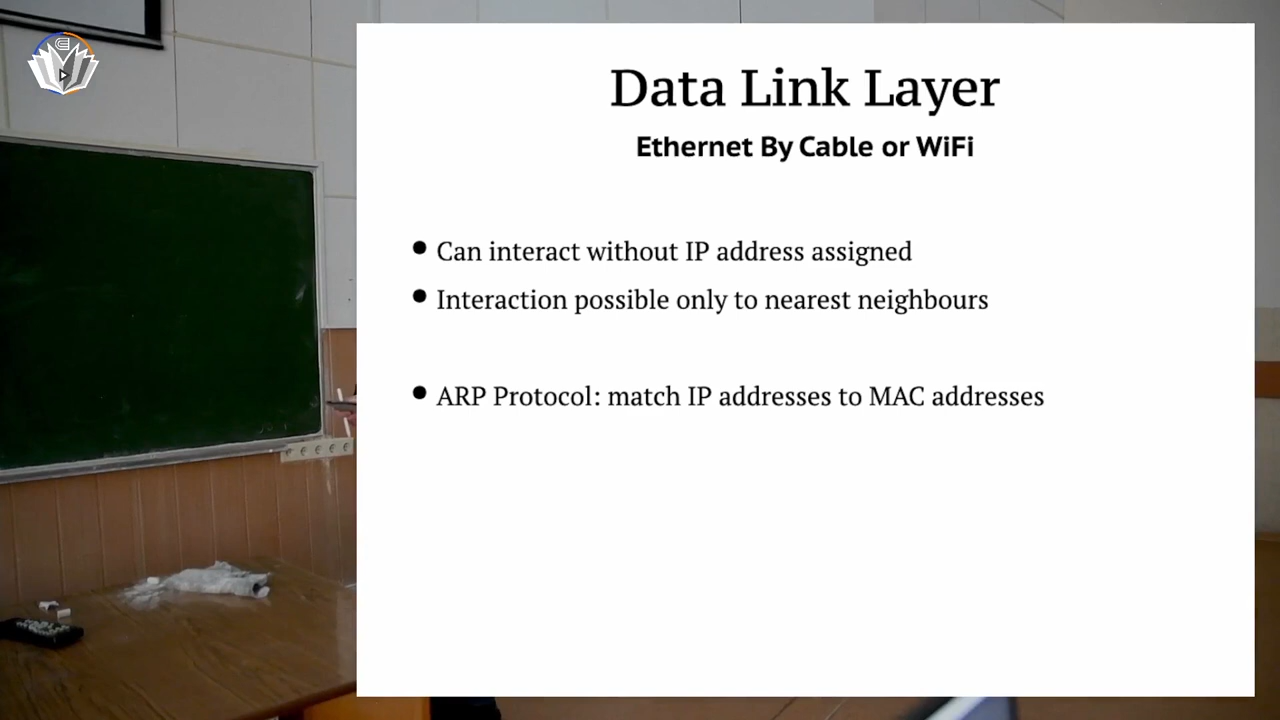 Data Link Layer
Ethernet By Cable or WiFi
• Can interact without IP address assigned
• Interaction possible only to nearest neighbours
• ARP Protocol: match IP addresses to MAC addresses